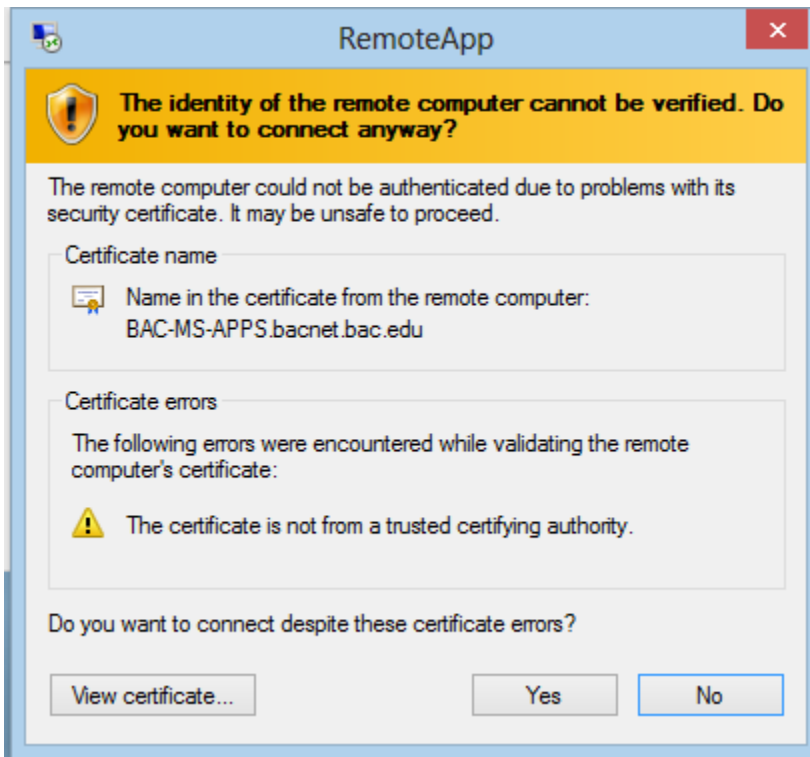 RemoteApp
The identity of the remote computer cannot be verified. Do
you want to connect anyway?
The remote computer could not be authenticated due to problems with its
security certificate. It may be unsafe to proceed.
Certificate name
Name in the certificate from the remote computer:
BAC-MS-APPS.bacnet.bac.edu
Certificate errors
The following errors were encountered while validating the remote
computer's certificate:
The certificate is not from a trusted certifying authority.
Do you want to connect despite these certificate errors?
View certificate...
Yes
No